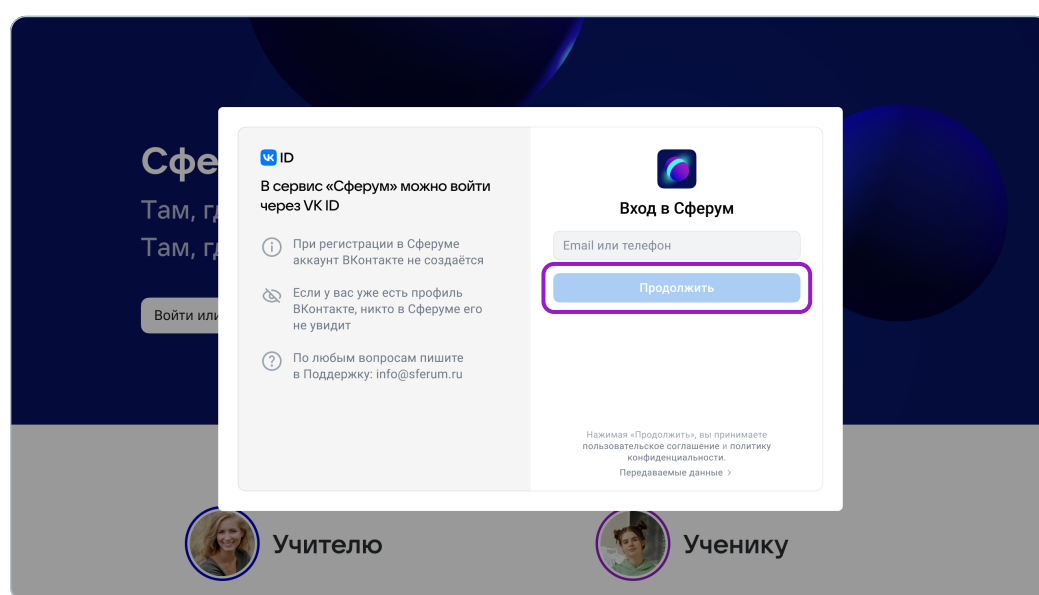 Сфе
Там, гд
Там, гд
Войти или
VK ID
В сервис «Сферум» можно войти
через VK ID
При регистрации в Сферуме
аккаунт ВКонтакте не создаётся
Если у вас уже есть профиль
ВКонтакте, никто в Сферуме его
не увидит
По любым вопросам пишите
в Поддержку: info@sferum.ru
Вход в Сферум
Email или телефон
Продолжить
Нажимая «Продолжить», вы принимаете
пользовательское соглашение и политику
конфиденциальности.
Передаваемые данные >
Учителю
Ученику